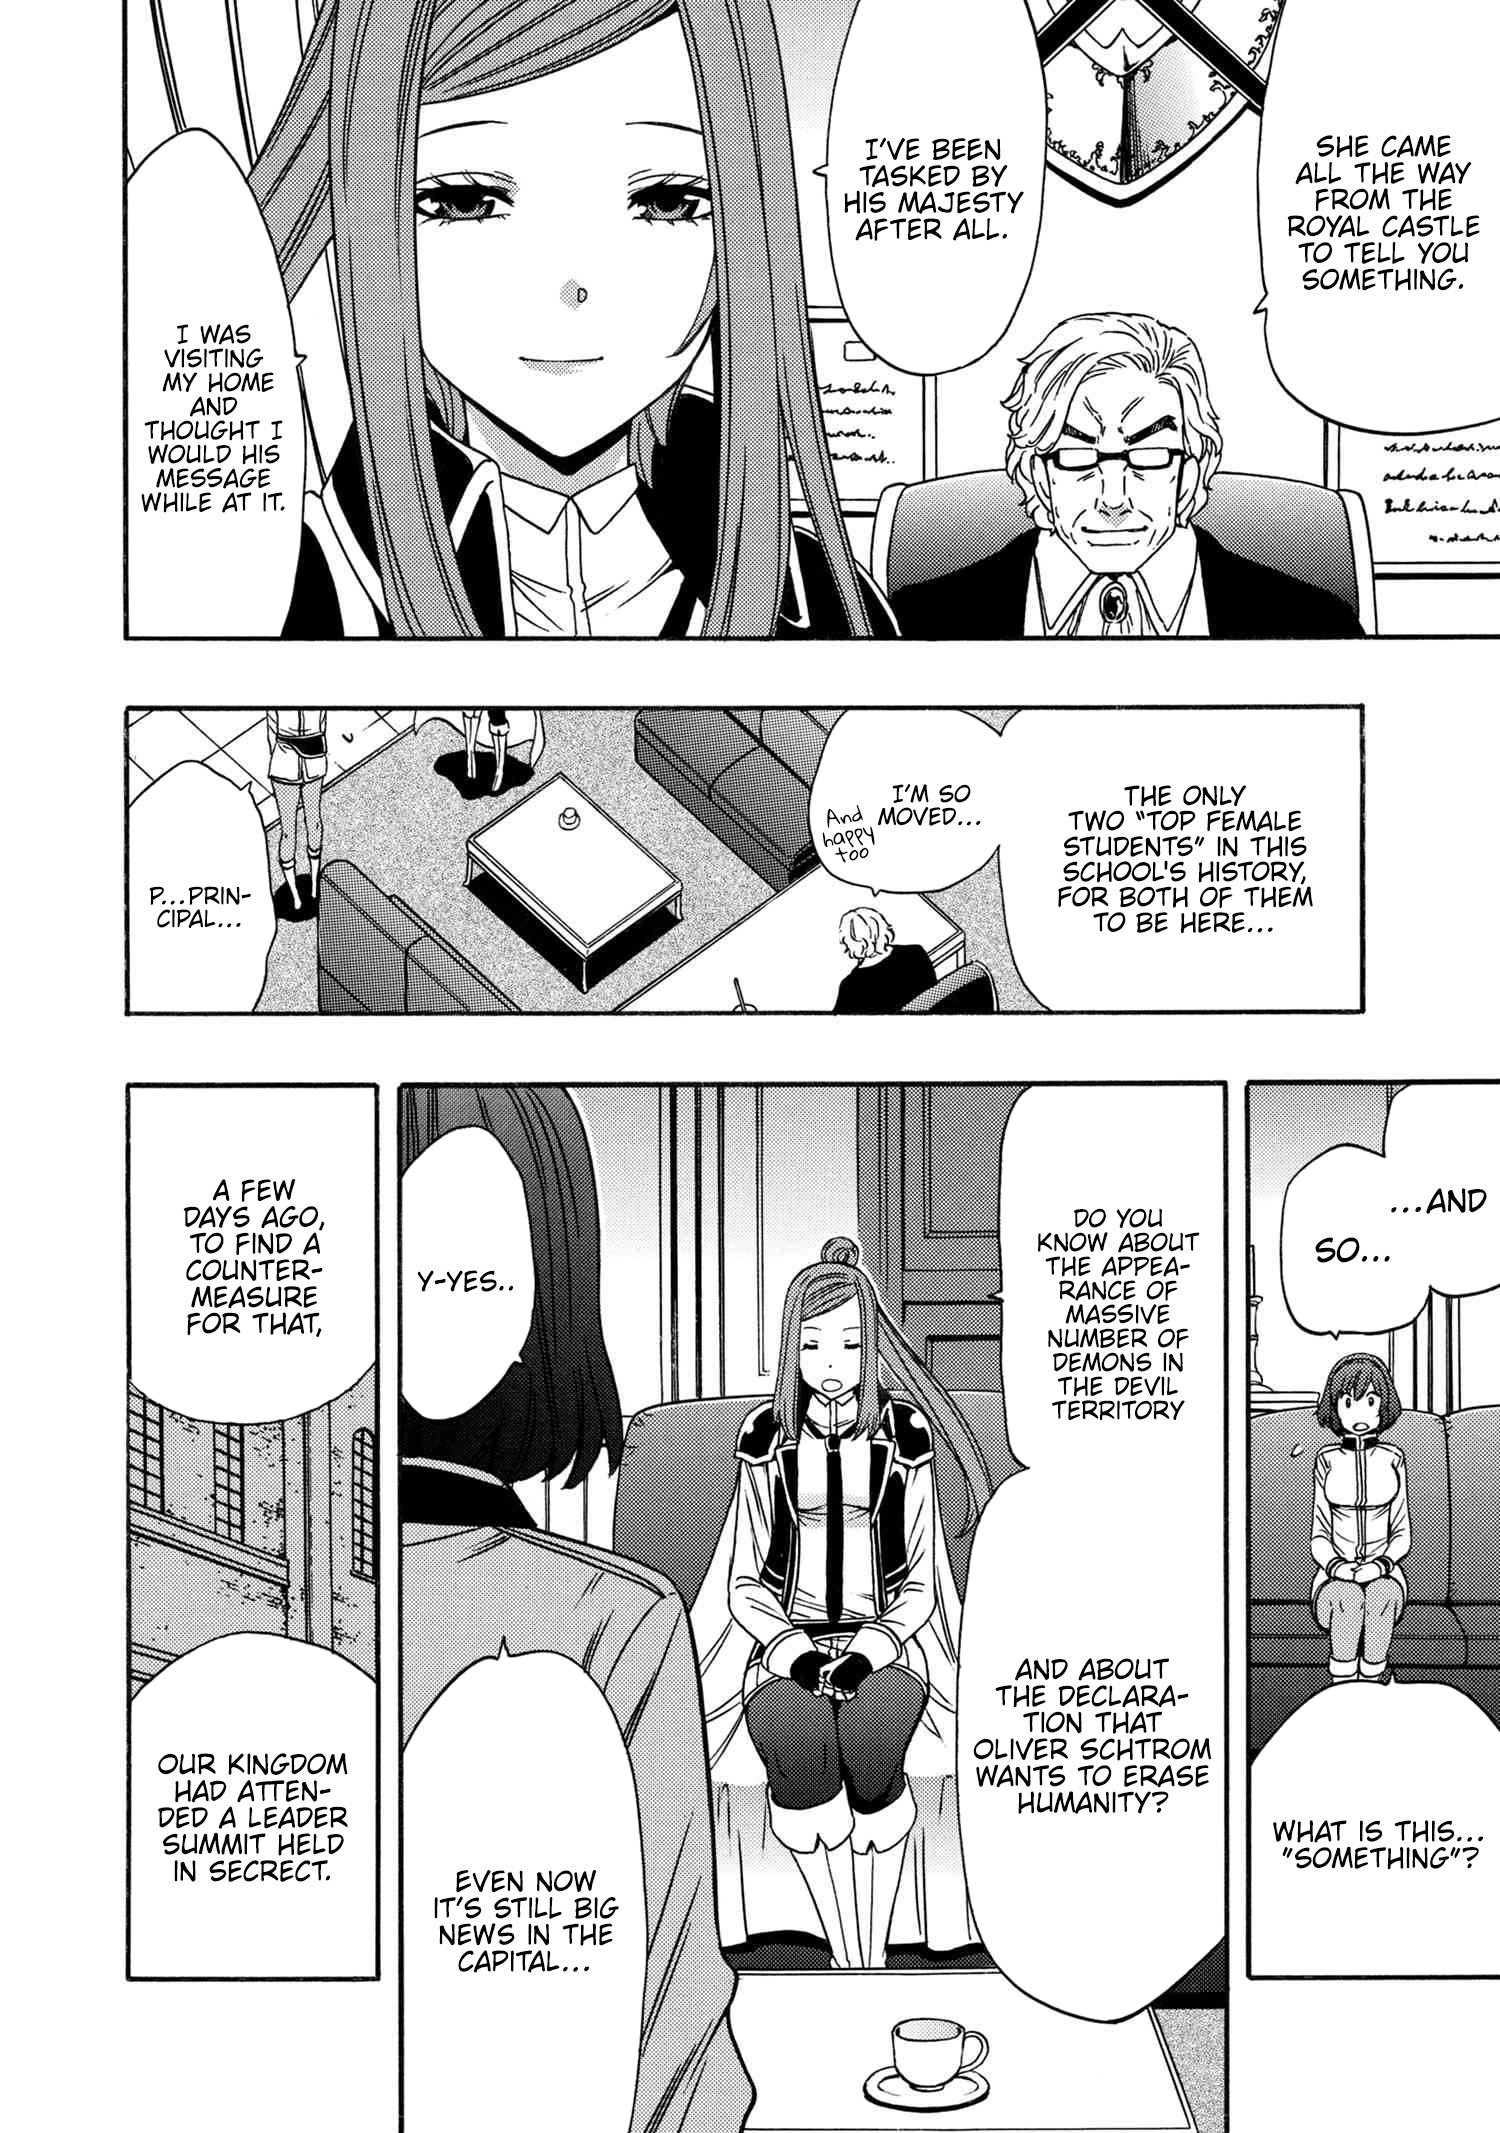 SHE CAME
ALL THE WAY
FROM THE
ROYAL CASTLE
TO TELL YOU
SOMETHING.
I'VE BEEN
TASKED BY
HIS MAJESTY
AFTER ALL.
I WAS
VISITING
MY HOME
AND
THOUGHT I
WOULD HIS
MESSAGE
WHILE AT IT.
THE ONLY
TWO "TOP FEMALE
STUDENTS" IN THIS
SCHOOL'S HISTORY,
FOR BOTH OF THEM
TO BE HERE...
I'M SO
MOVED...
And
happy
too
P...PRIN-
CIPAL...
...AND
SO...
WHAT IS THIS...
"SOMETHING"?
DO YOU
KNOW ABOUT
THE APPEA-
RANCE OF
MASSIVE
NUMBER OF
DEMONS IN
THE DEVIL
TERRITORY
AND ABOUT
THE DECLARA-
TION THAT
OLIVER SCHTROM
WANTS TO ERASE
HUMANITY?
Y-YES..
EVEN NOW
IT'S STILL BIG
NEWS IN THE
CAPITAL...
A FEW
DAYS AGO,
TO FIND A
COUNTER-
MEASURE
FOR THAT,
OUR KINGDOM
HAD ATTEN-
DED A LEADER
SUMMIT HELD
IN SECRECT.